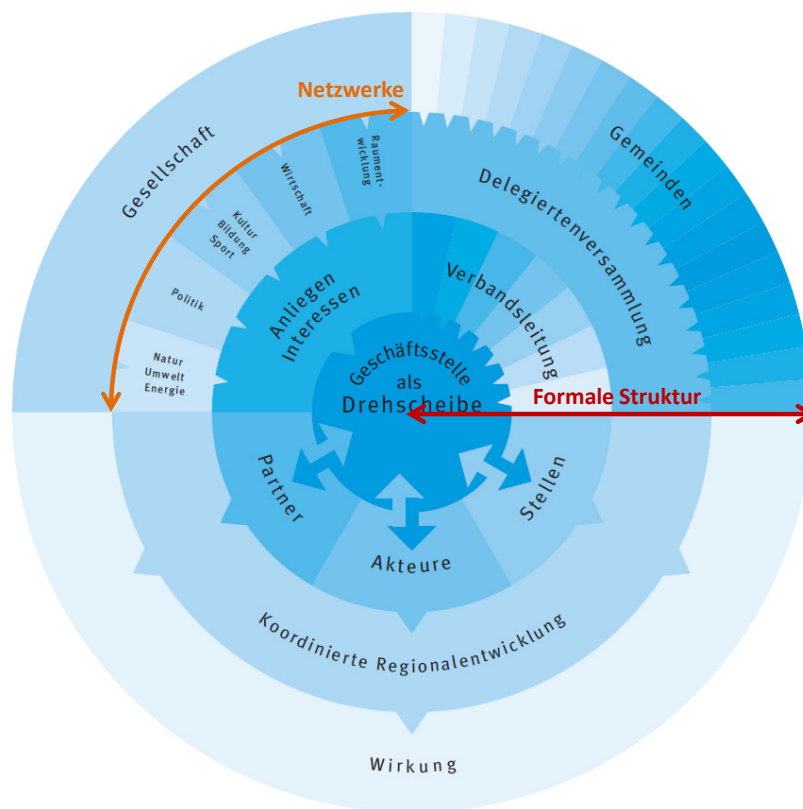 Netzwerke
Gesellschaft
Raument-
wicklung
Wirtschaft
Kultur
Bildung
Sport
Politik
Natur
Umwelt
Energie
Anliegen
Interessen
Gemeinden
Delegiertenversammlung
Verbandsleitung
Geschäftsstelle
als
Drehscheibe
Formale Struktur
Partner
Akteure
Stellen
Koordinierte Regionalentwicklung
Wirkung